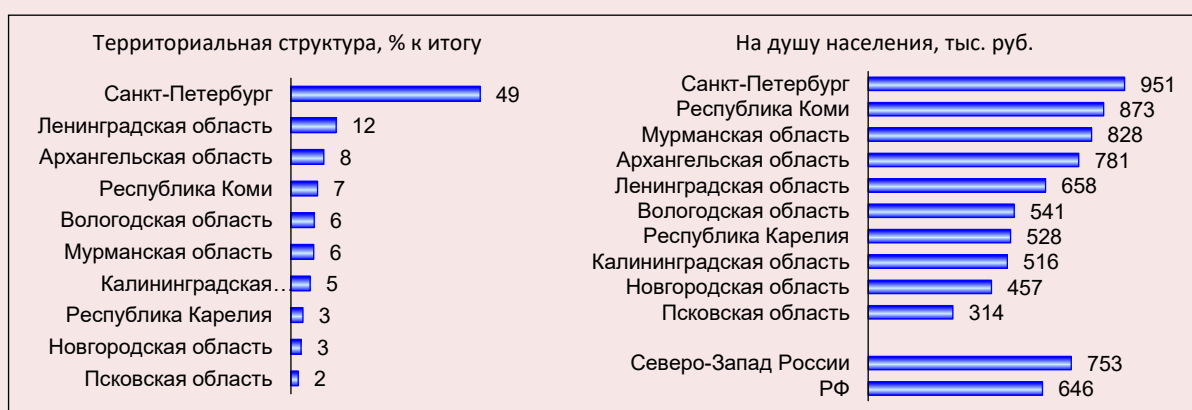 Территориальная структура, % к итогу
Санкт-Петербург 49
Ленинградская область 12
Архангельская область 8
Республика Коми 7
Вологодская область 6
Мурманская область 6
Калининградская… 5
Республика Карелия 3
Новгородская область 3
Псковская область 2
На душу населения, тыс. руб.
Санкт-Петербург 951
Республика Коми 873
Мурманская область 828
Архангельская область 781
Ленинградская область 658
Вологодская область 541
Республика Карелия 528
Калининградская область 516
Новгородская область 457
Псковская область 314
Северо-Запад России 753
РФ 646